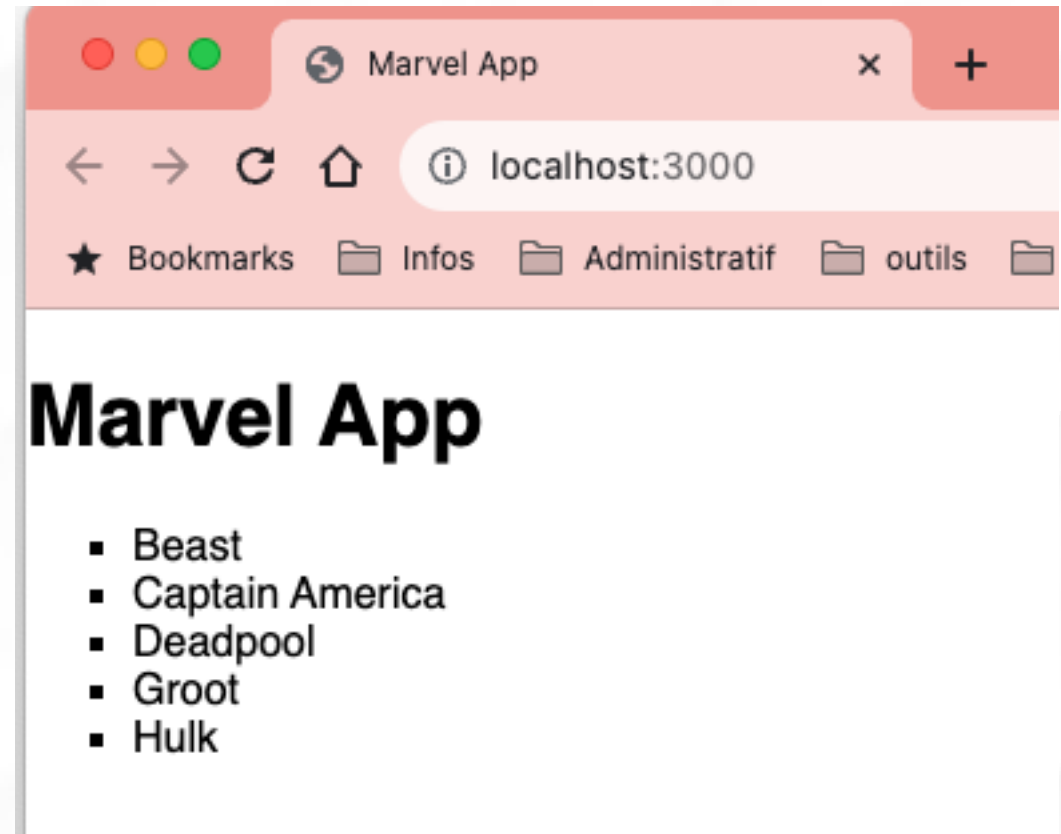 Marvel App
localhost:3000
Bookmarks Infos Administratif outils
Marvel App
Beast
Captain America
Deadpool
Groot
Hulk